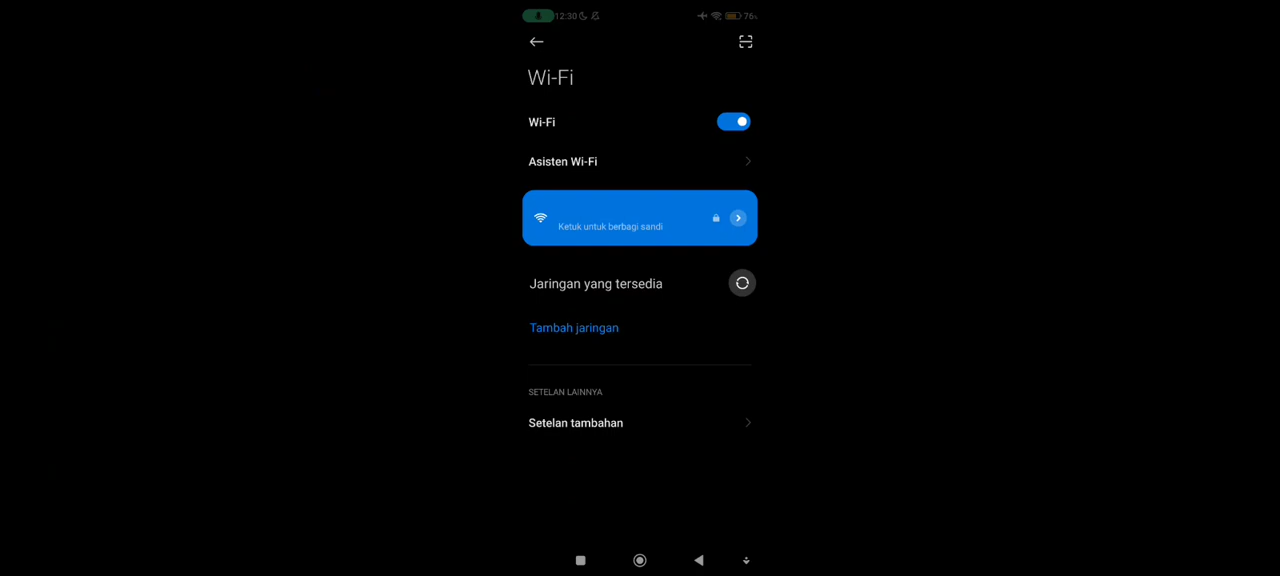 12:30 76%
Wi-Fi
Wi-Fi
Asisten Wi-Fi
Ketuk untuk berbagi sandi
Jaringan yang tersedia
Tambah jaringan
SETELAN LAINNYA
Setelan tambahan